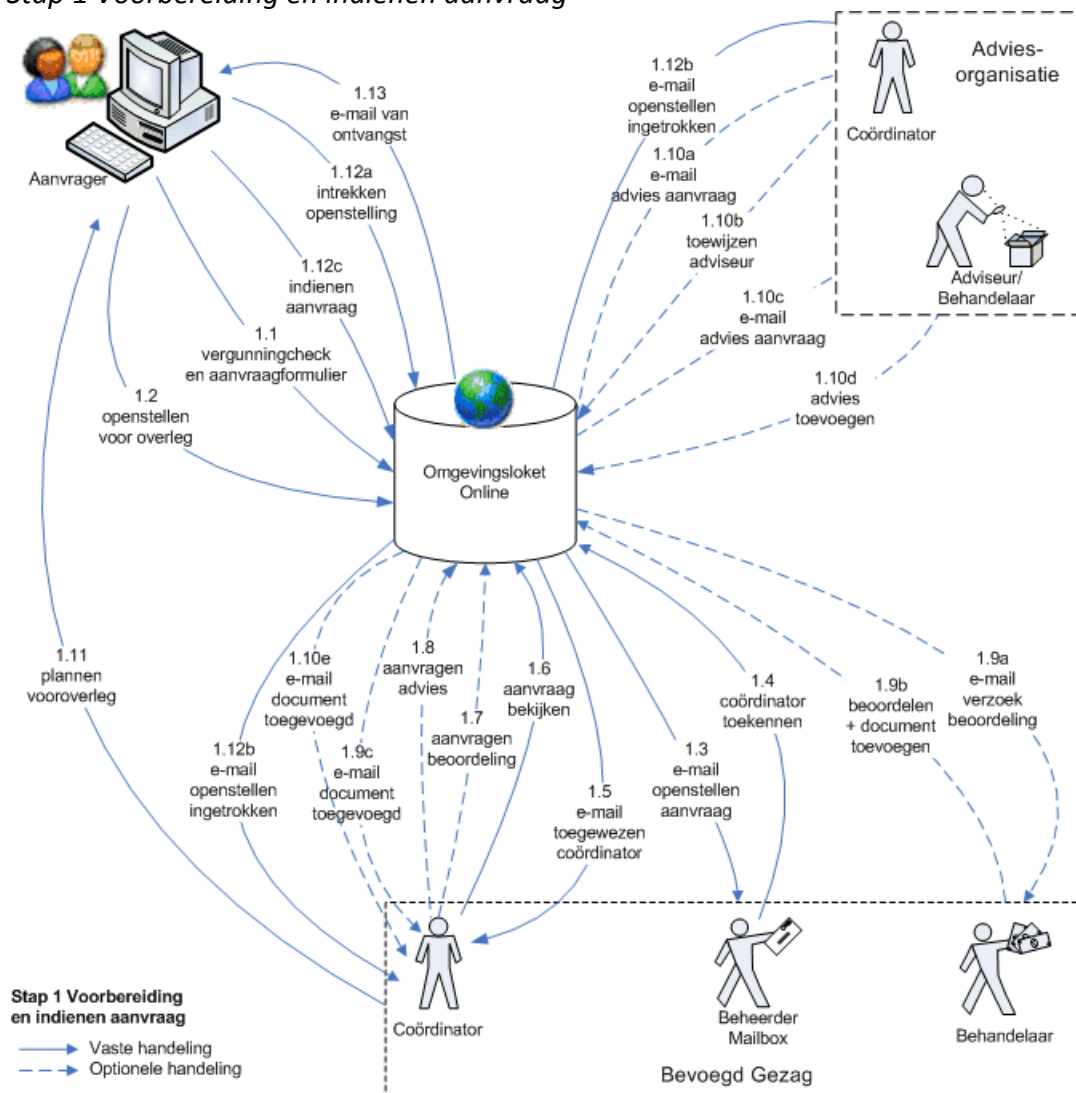 Stap 1 Voorbereiding en indienen aanvraag
Aanvrager
1.13
e-mail van
ontvangst
1.12a
intrekken
openstelling
1.12c
indienen
aanvraag
1.1
vergunningcheck
en aanvraagformulier
1.2
openstellen
voor overleg
1.12b
e-mail
openstellen
ingetrokken
1.10a
e-mail
advies aanvraag
1.10b
toewijzen
adviseur
1.10c
e-mail
advies aanvraag
1.10d
advies
toevoegen
Advies-
organisatie
Coördinator
Adviseur/
Behandelaar
Omgevingsloket
Online
1.11
plannen
vooroverleg
1.12b
e-mail
openstellen
ingetrokken
1.10e
e-mail
document
toegevoegd
1.9c
e-mail
document
toegevoegd
1.8
aanvragen
advies
1.7
aanvragen
beoordeling
1.6
aanvraag
bekijken
1.5
e-mail
toegewezen
coördinator
1.3
e-mail
openstellen
aanvraag
1.4
coördinator
toekennen
1.9b
beoordelen
+ document
toevoegen
1.9a
e-mail
verzoek
beoordeling
Coördinator
Beheerder
Mailbox
Behandelaar
Bevoegd Gezag
Stap 1 Voorbereiding
en indienen aanvraag
Vaste handeling
Optionele handeling